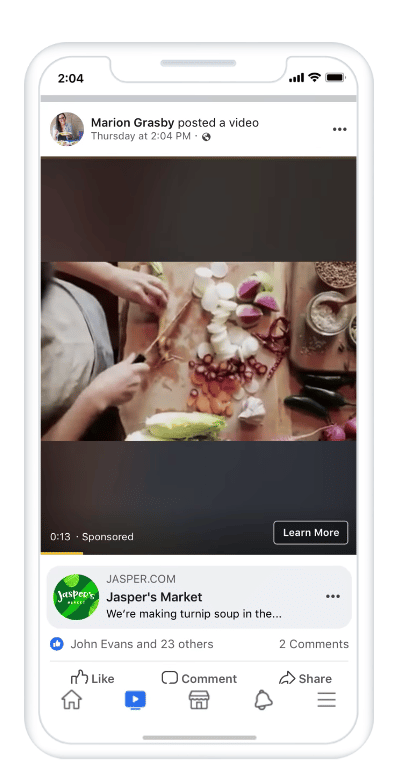 2:04
Marion Grasby posted a video
Thursday at 2:04 PM ·
0:13 · Sponsored
Learn More
JASPER'S
MARKET
JASPER.COM
Jasper's Market
We're making turnip soup in the...
John Evans and 23 others
2 Comments
Like
Comment
Share